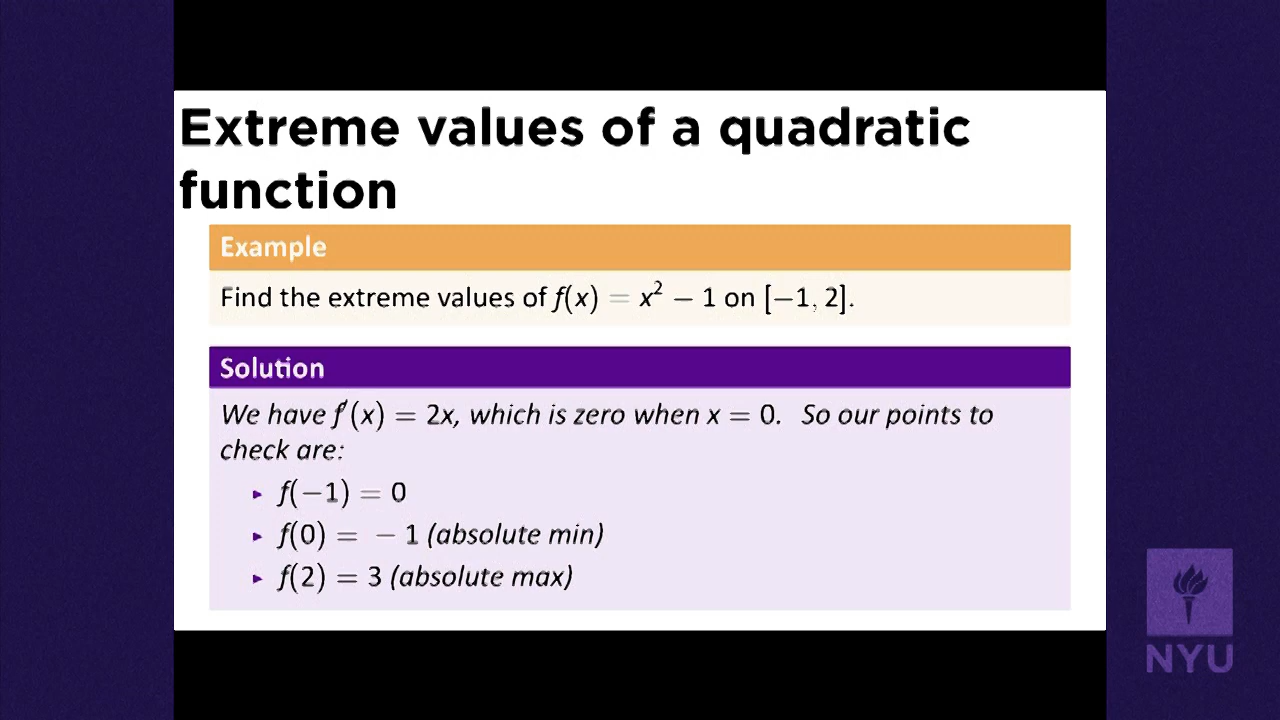 Extreme values of a quadratic
function
Example
Find the extreme values of f(x) = x² − 1 on [−1, 2].
Solution
We have f′(x) = 2x, which is zero when x = 0. So our points to
check are:
▸ f(−1) = 0
▸ f(0) = − 1 (absolute min)
▸ f(2) = 3 (absolute max)
NYU